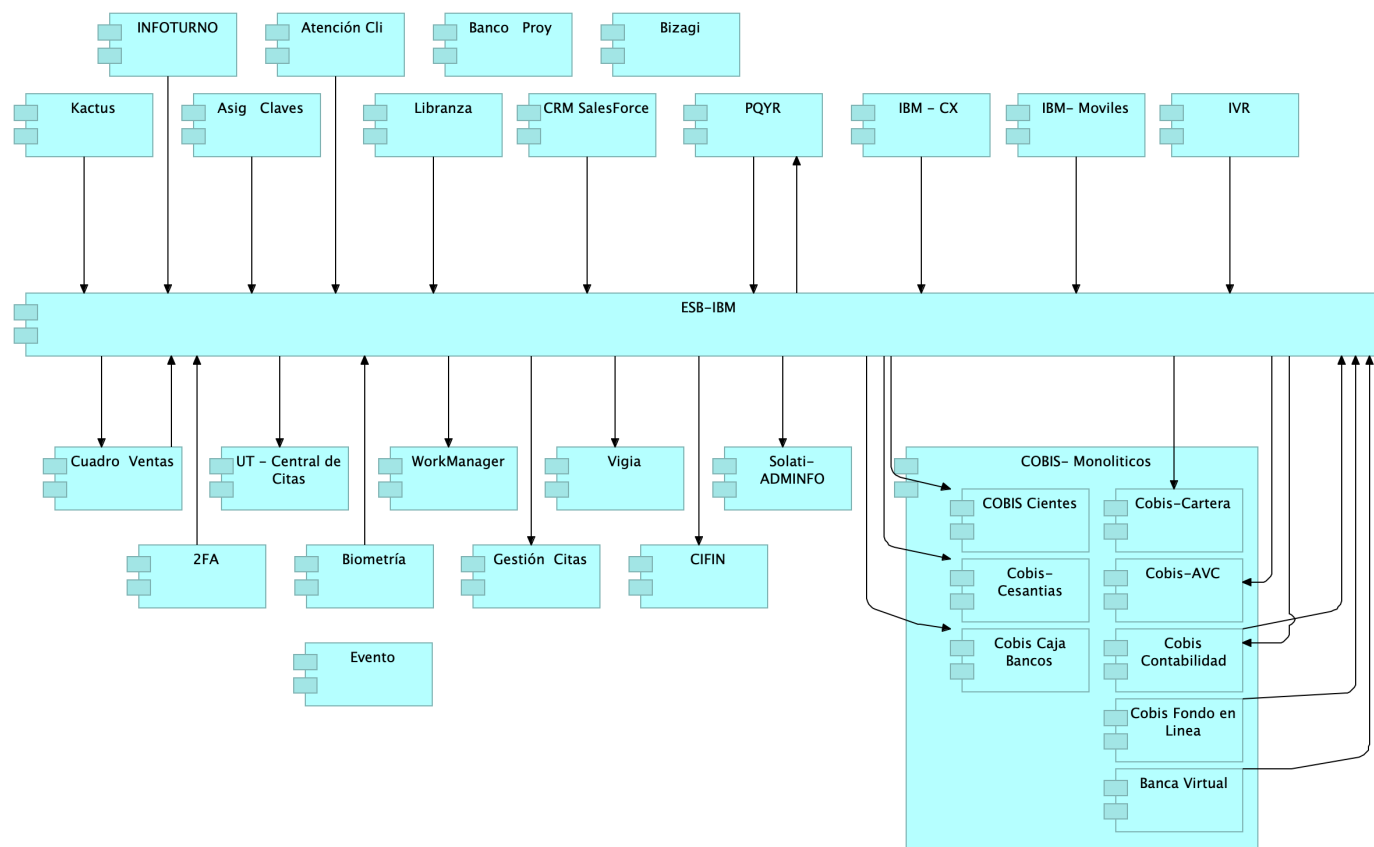 INFOTURNO
Atención Cli
Banco Proy
Bizagi
Kactus
Asig Claves
Libranza
CRM SalesForce
PQYR
IBM - CX
IBM- Moviles
IVR
ESB-IBM
Cuadro Ventas
UT - Central de
Citas
WorkManager
Vigia
Solati-
ADMINFO
COBIS- Monoliticos
COBIS Cientes
Cobis-Cartera
2FA
Biometría
Gestión Citas
CIFIN
Cobis-
Cesantias
Cobis-AVC
Cobis Caja
Bancos
Cobis
Contabilidad
Evento
Cobis Fondo en
Linea
Banca Virtual